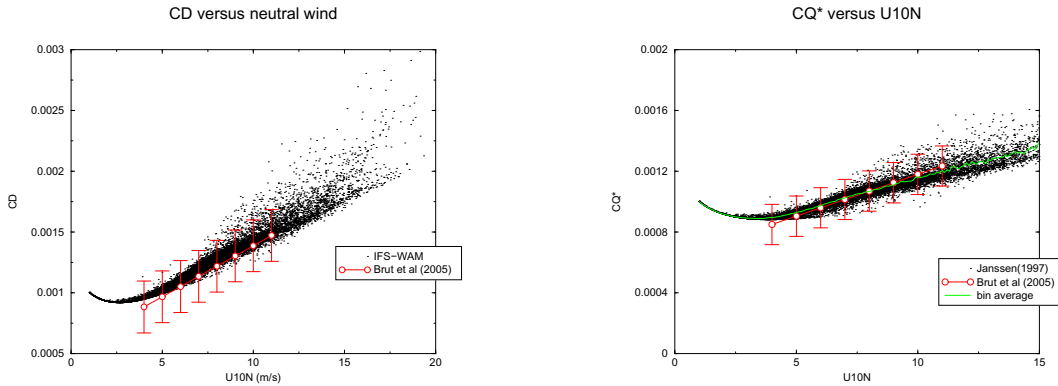 CD versus neutral wind
CD
0.003
0.0025
0.002
0.0015
0.001
0.0005
0
5
10
15
20
U10N (m/s)
IFS−WAM
Brut et al (2005)
CQ* versus U10N
CQ*
0.002
0.0016
0.0012
0.0008
0.0004
0
0
5
10
15
U10N
Janssen(1997)
Brut et al (2005)
bin average